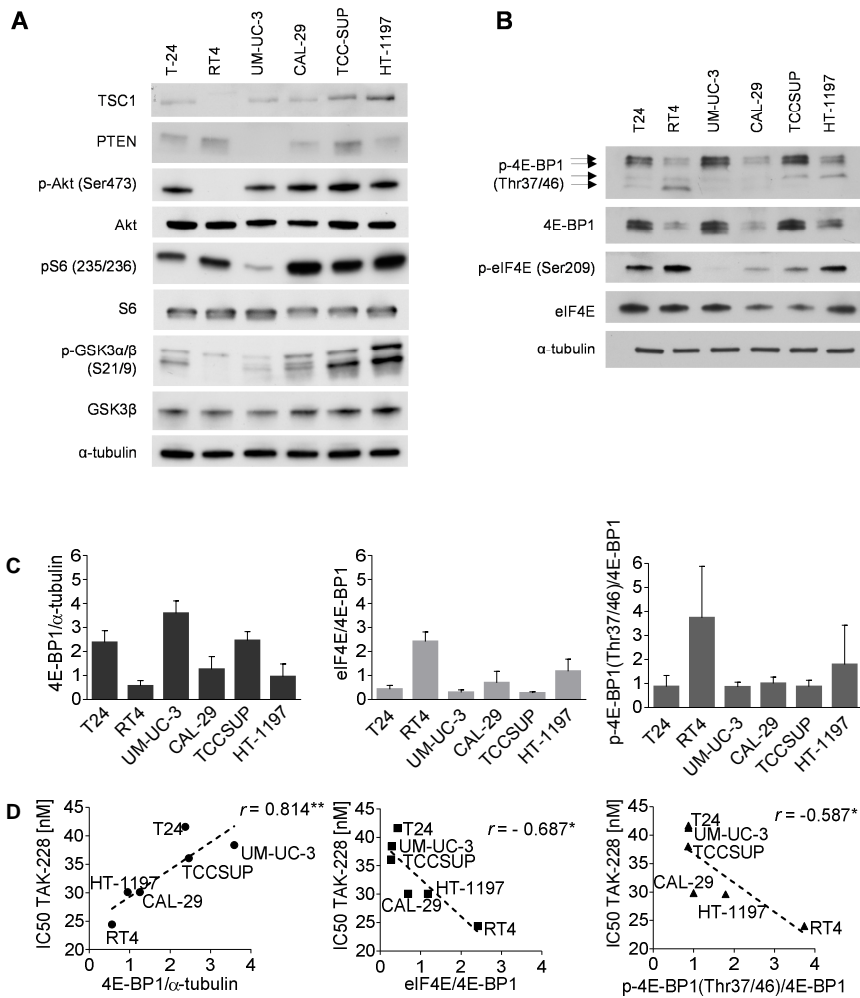 A
T-24
RT4
UM-UC-3
CAL-29
TCC-SUP
HT-1197
TSC1
PTEN
p-Akt (Ser473)
Akt
pS6 (235/236)
S6
p-GSK3α/β
(S21/9)
GSK3β
α-tubulin
B
T24
RT4
UM-UC-3
CAL-29
TCCSUP
HT-1197
p-4E-BP1
(Thr37/46)
4E-BP1
p-eIF4E (Ser209)
eIF4E
α-tubulin
C
4E-BP1/α-tubulin
6
5
4
3
2
1
0
T24
RT4
UM-UC-3
CAL-29
TCCSUP
HT-1197
eIF4E/4E-BP1
6
5
4
3
2
1
0
T24
RT4
UM-UC-3
CAL-29
TCCSUP
HT-1197
p-4E-BP1(Thr37/46)/4E-BP1
6
5
4
3
2
1
0
T24
RT4
UM-UC-3
CAL-29
TCCSUP
HT-1197
D
IC50 TAK-228 [nM]
45
40
35
30
25
20
r = 0.814**
T24
UM-UC-3
TCCSUP
HT-1197
CAL-29
RT4
0 1 2 3 4
4E-BP1/α-tubulin
IC50 TAK-228 [nM]
45
40
35
30
25
20
r = - 0.687*
T24
UM-UC-3
TCCSUP
HT-1197
CAL-29
RT4
0 1 2 3 4
eIF4E/4E-BP1
IC50 TAK-228 [nM]
45
40
35
30
25
20
r = -0.587*
T24
UM-UC-3
TCCSUP
CAL-29
HT-1197
RT4
0 1 2 3 4
p-4E-BP1(Thr37/46)/4E-BP1